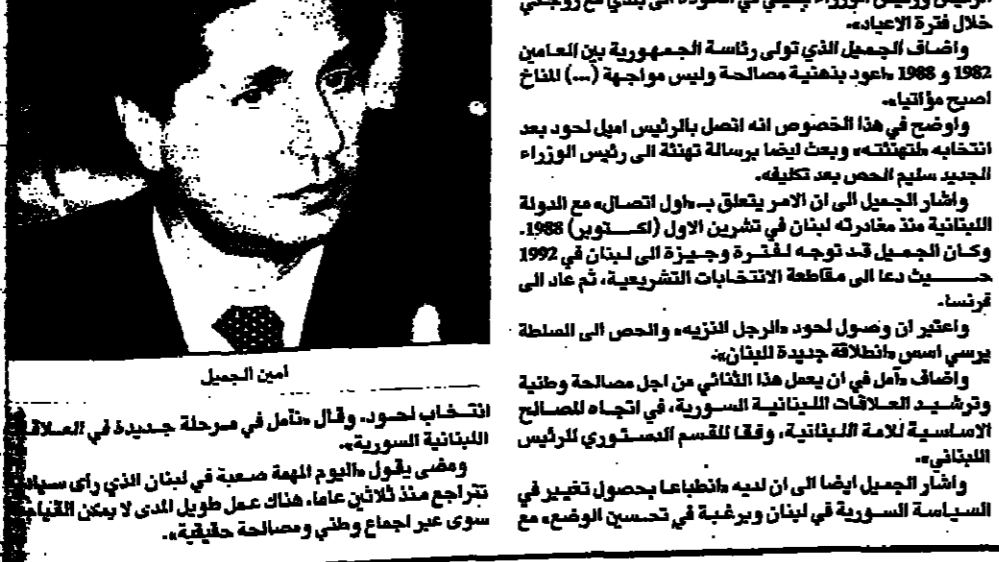 الرئيس ورئيس الوزراء بنيتي في العودة الى بلدي مع زوجتي
خلال فترة الاعياد».
واضاف الجميل الذي تولى رئاسة الجمهورية بين العامين
1982 و 1988 «اعود بذهنية مصالحة وليس مواجهة (...) المناخ
اصبح مؤاتيا».
واوضح في هذا الخصوص انه اتصل بالرئيس اميل لحود بعد
انتخابه «لتهنئته» وبعث ايضا برسالة تهنئة الى رئيس الوزراء
الجديد سليم الحص بعد تكليفه.
واشار الجميل الى ان الامر يتعلق بـ«اول اتصال» مع الدولة
اللبنانية منذ مغادرته لبنان في تشرين الاول (اكتوبر) 1988.
وكان الجميل قد توجه لفترة وجيزة الى لبنان في 1992
حيث دعا الى مقاطعة الانتخابات التشريعية، ثم عاد الى
فرنسا.
واعتبر ان وصول لحود «الرجل النزيه» والحص الى السلطة
يرسي اسس «انطلاقة جديدة للبنان».
واضاف «آمل في ان يعمل هذا الثنائي من اجل مصالحة وطنية
وترشيد العلاقات اللبنانية السورية، في اتجاه المصالح
الاساسية للامة اللبنانية، وفقا للقسم الدستوري للرئيس
اللبناني».
واشار الجميل ايضا الى ان لديه «انطباعا بحصول تغيير في
السياسة السورية في لبنان وبرغبة في تحسين الوضع» مع
امين الجميل
انتخاب لحود. وقال «نأمل في مرحلة جديدة في
اللبنانية السورية».
ومضى يقول «اليوم المهمة صعبة في لبنان الذي رأى
تتراجع منذ ثلاثين عاما، هناك عمل طويل المدى لا يمكن
سوى عبر اجماع وطني ومصالحة حقيقية».